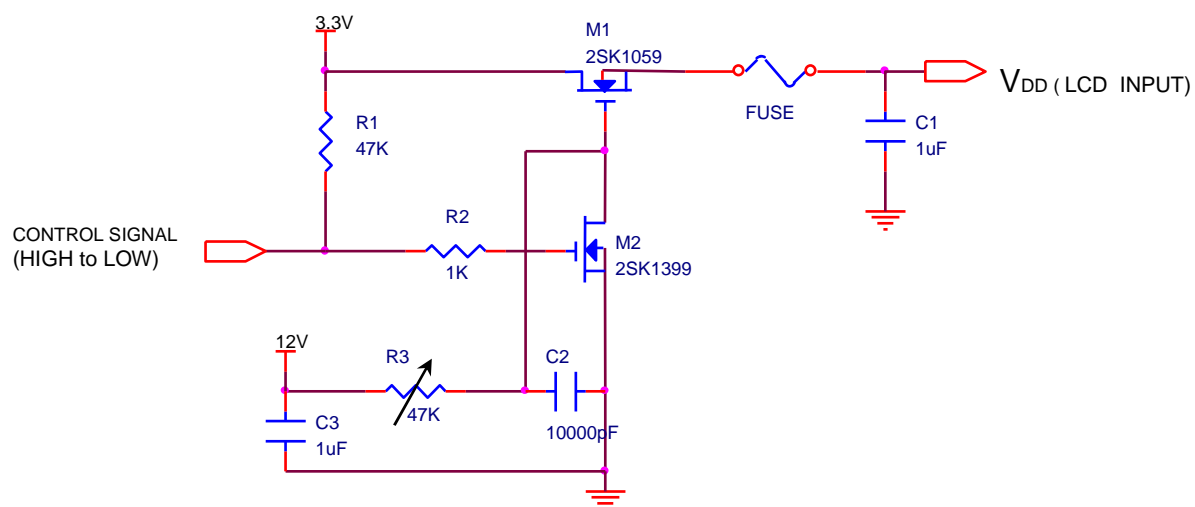 3.3V
M1
2SK1059
FUSE
VDD ( LCD INPUT)
R1
47K
C1
1uF
R2
1K
CONTROL SIGNAL
(HIGH to LOW)
M2
2SK1399
12V
R3
47K
C2
10000pF
C3
1uF